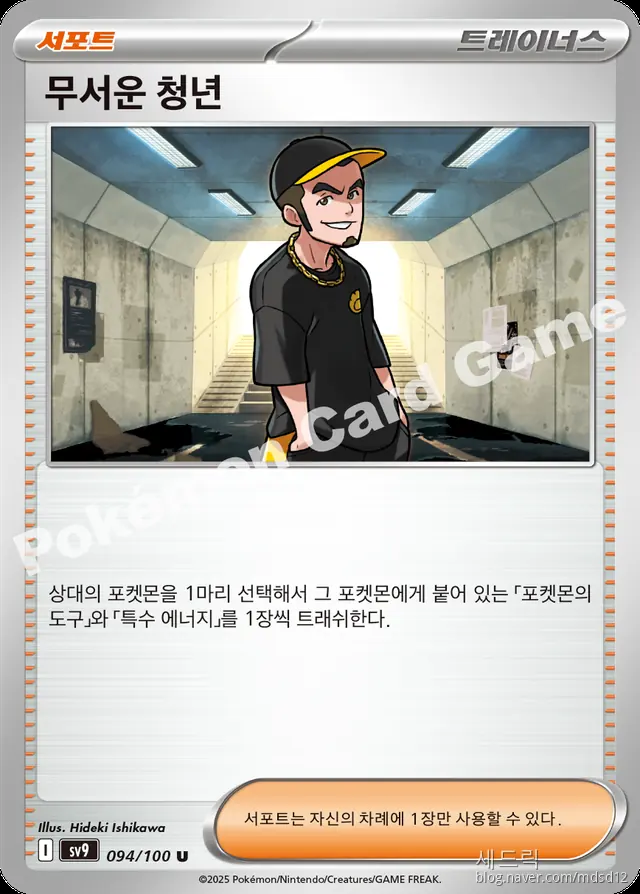 서포트
트레이너스
무서운 청년
Pokémon Card Game
상대의 포켓몬을 1마리 선택해서 그 포켓몬에게 붙어 있는 「포켓몬의
도구」와 「특수 에너지」를 1장씩 트래쉬한다.
서포트는 자신의 차례에 1장만 사용할 수 있다.
Illus. Hideki Ishikawa
I sv9 094/100 U
©2025 Pokémon/Nintendo/Creatures/GAME FREAK.
세드릭
blog.naver.com/mdsd12